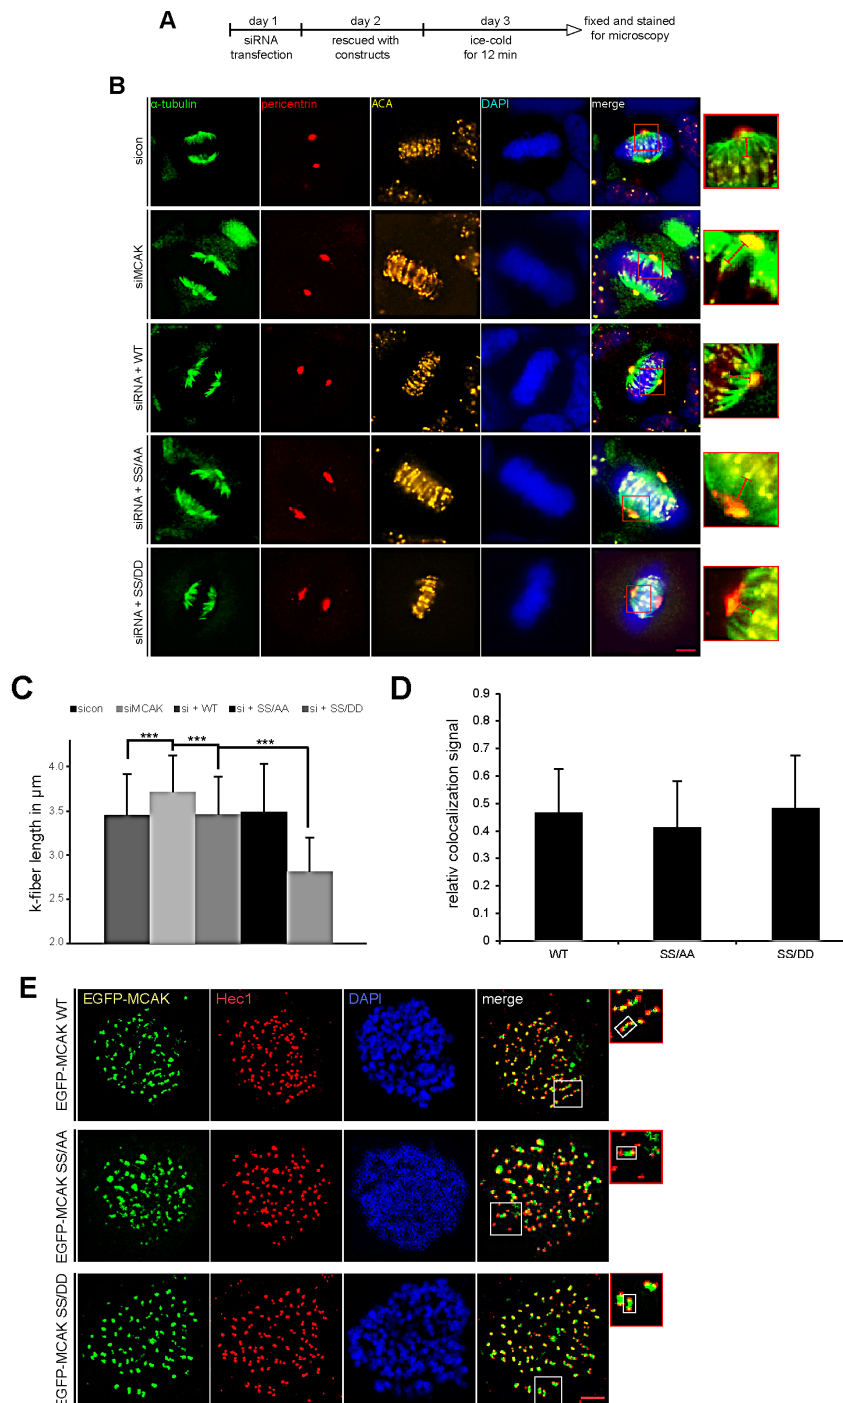 A
day 1 day 2 day 3 fixed and stained
siRNA rescued with ice-cold for microscopy
transfection constructs for 12 min
B
α-tubulin pericentrin ACA DAPI merge
sicon
siMCAK
siRNA + WT
siRNA + SS/AA
siRNA + SS/DD
C
sicon siMCAK si + WT si + SS/AA si + SS/DD
*** *** ***
4.0
3.5
3.0
2.5
2.0
k-fiber length in µm
D
0.9
0.8
0.7
0.6
0.5
0.4
0.3
0.2
0.1
0
relativ colocalization signal
WT SS/AA SS/DD
E
EGFP-MCAK Hec1 DAPI merge
EGFP-MCAK WT
EGFP-MCAK SS/AA
EGFP-MCAK SS/DD